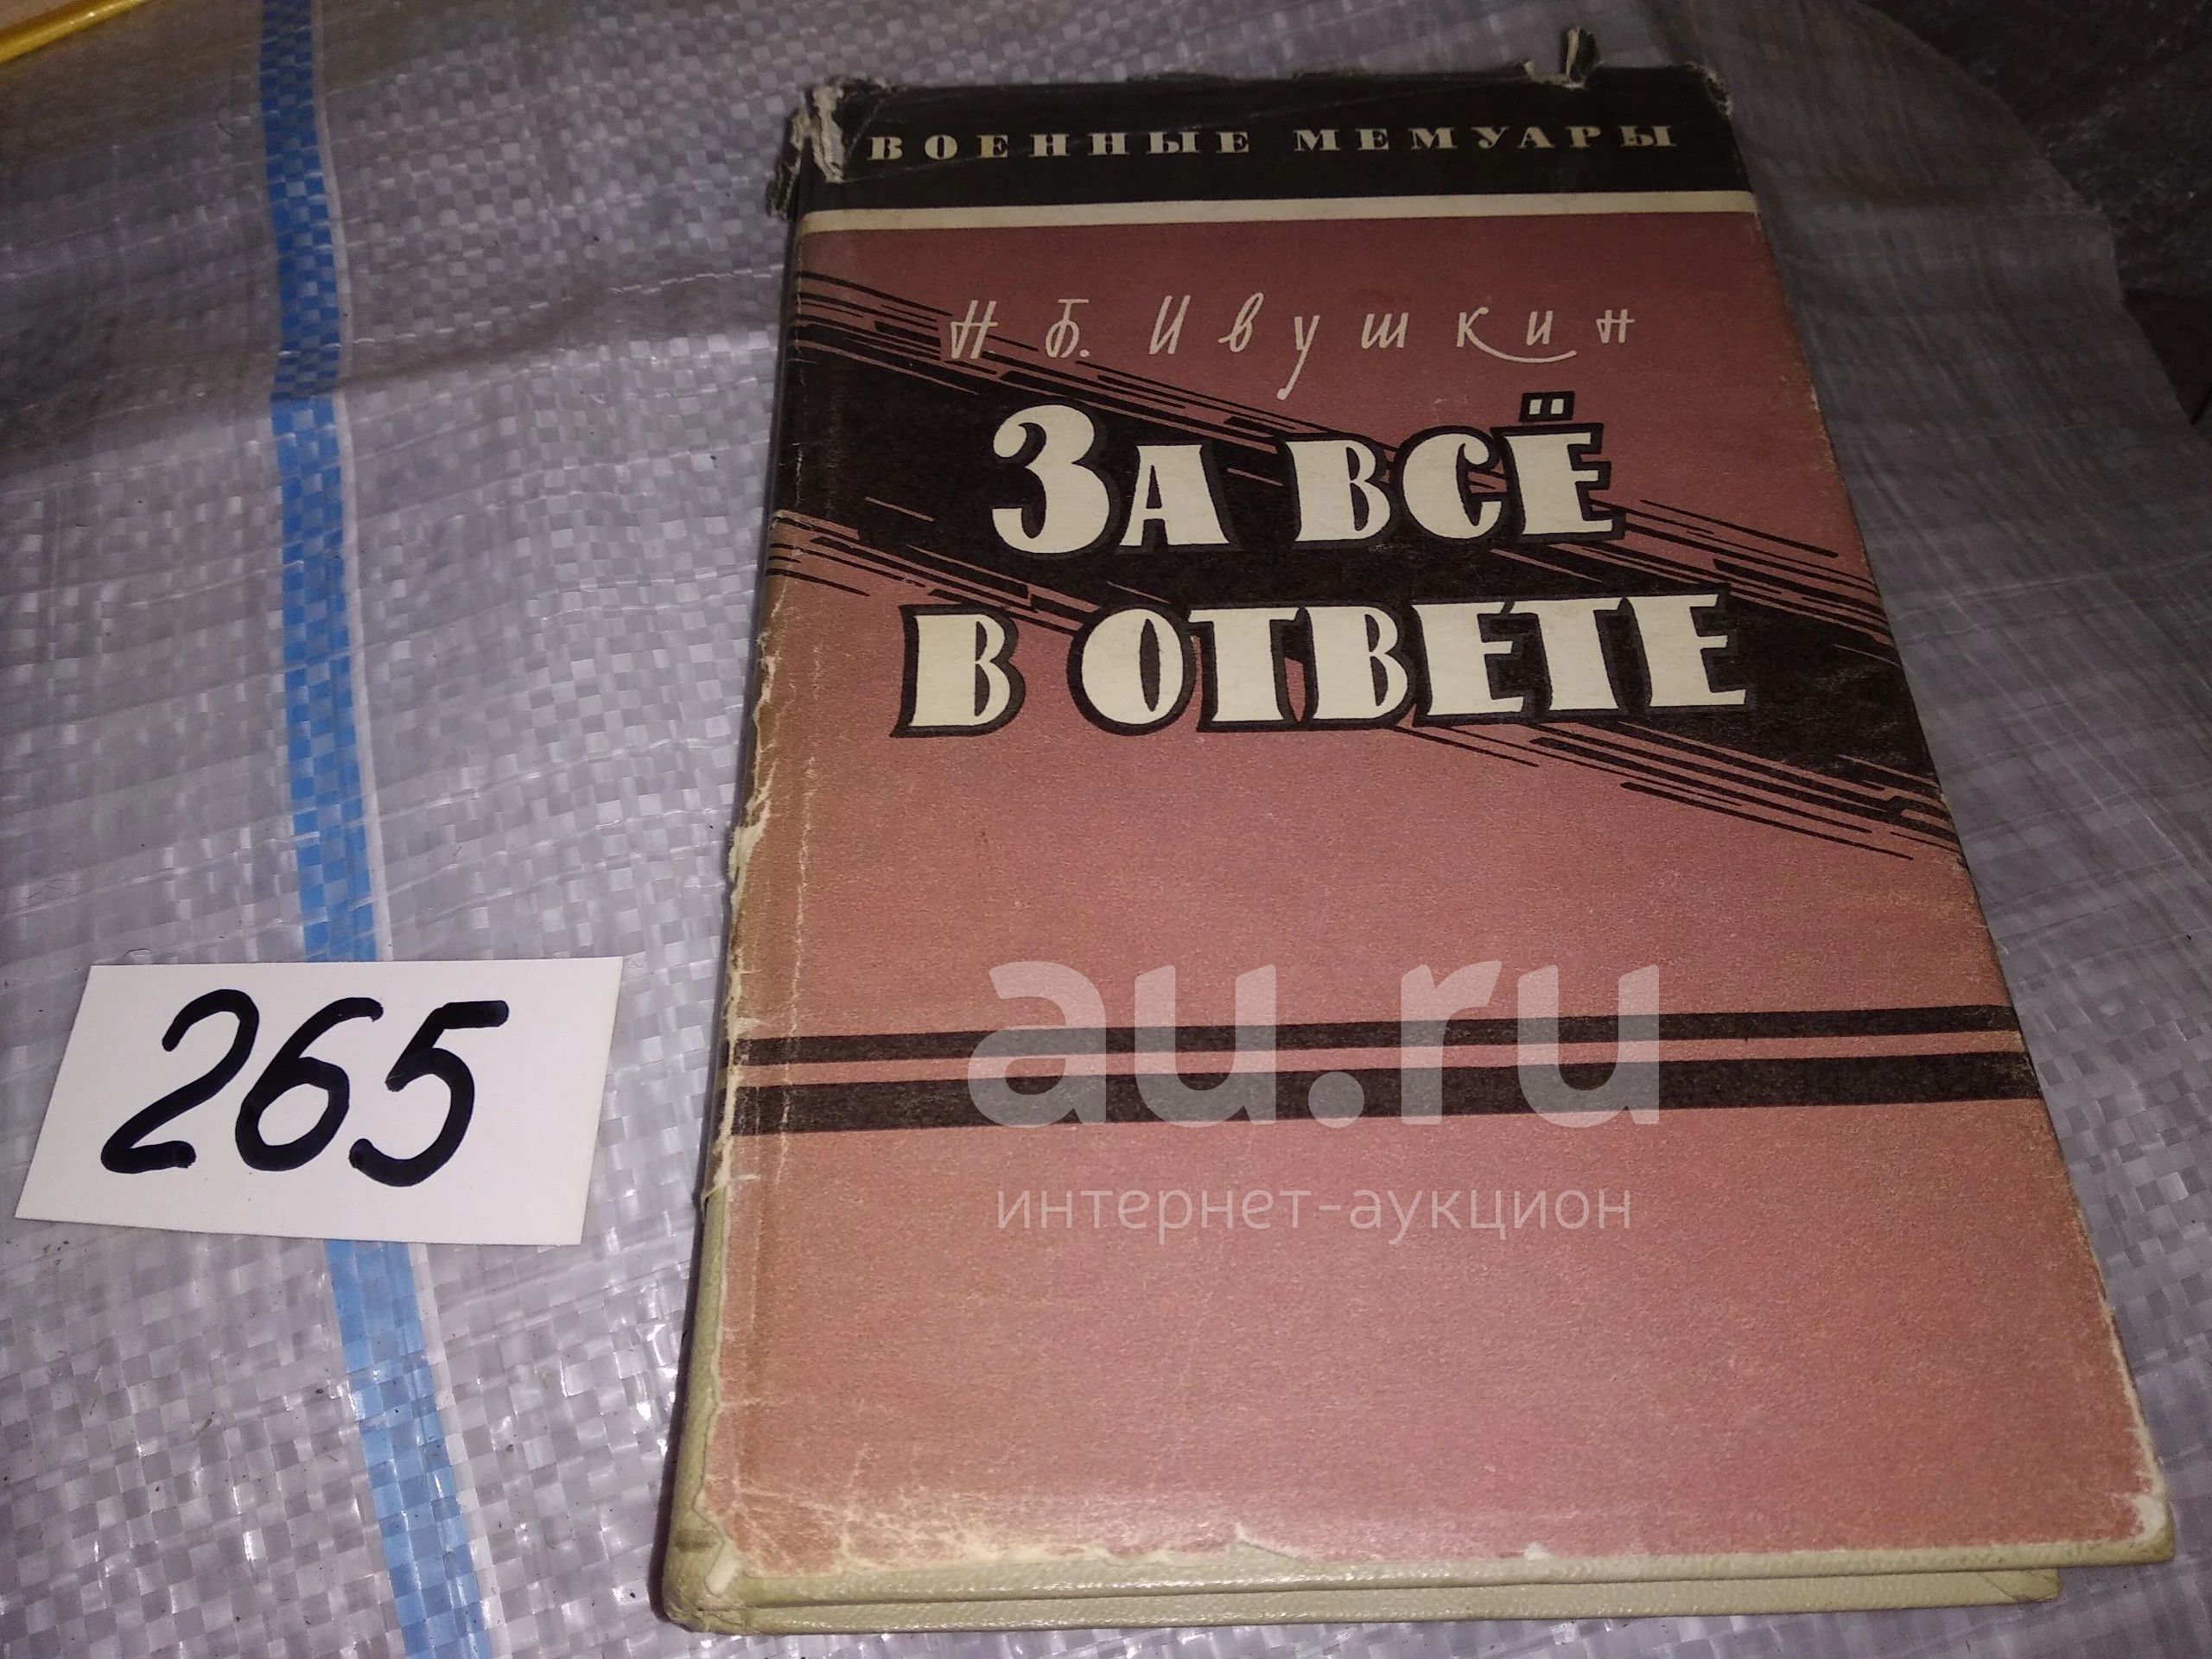 ВОЕННЫЕ МЕМУАРЫ
Н Б. Ивушкин
ЗА ВСЁ
В ОТВЕТЕ
265
au.ru
интернет-аукцион